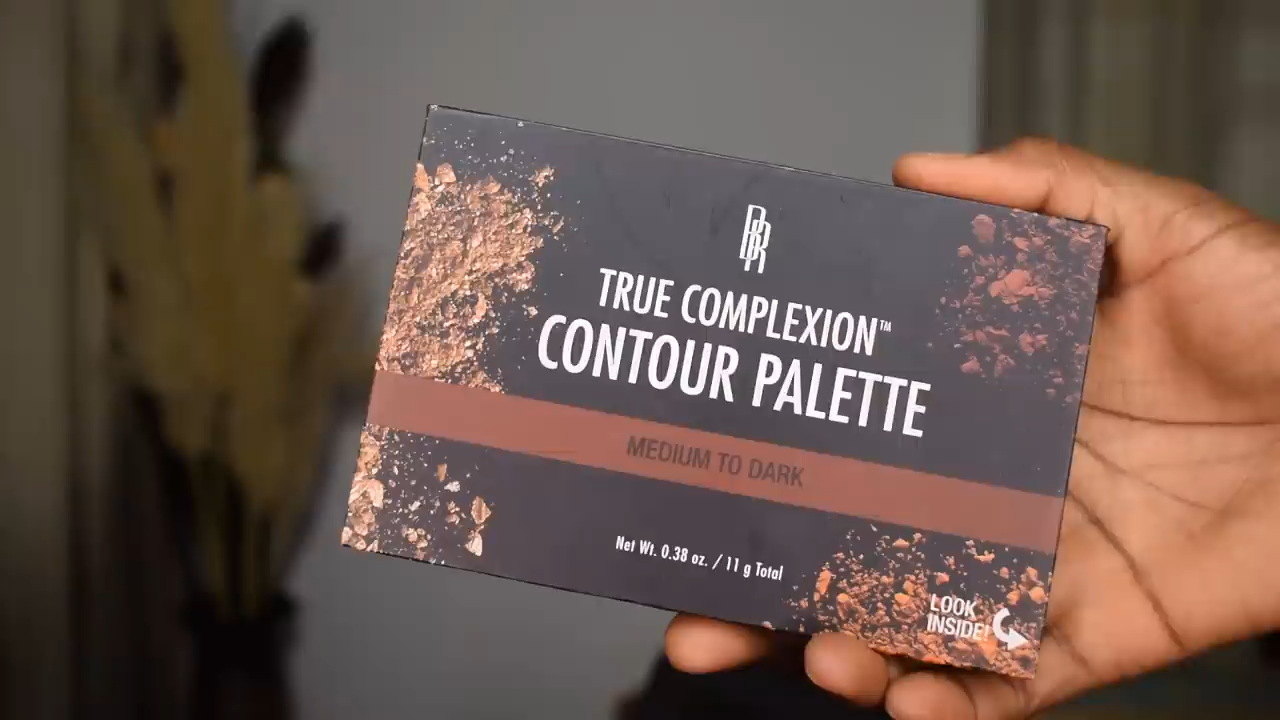 BR
TRUE COMPLEXION™
CONTOUR PALETTE
MEDIUM TO DARK
Net Wt. 0.38 oz. / 11 g Total
LOOK
INSIDE!